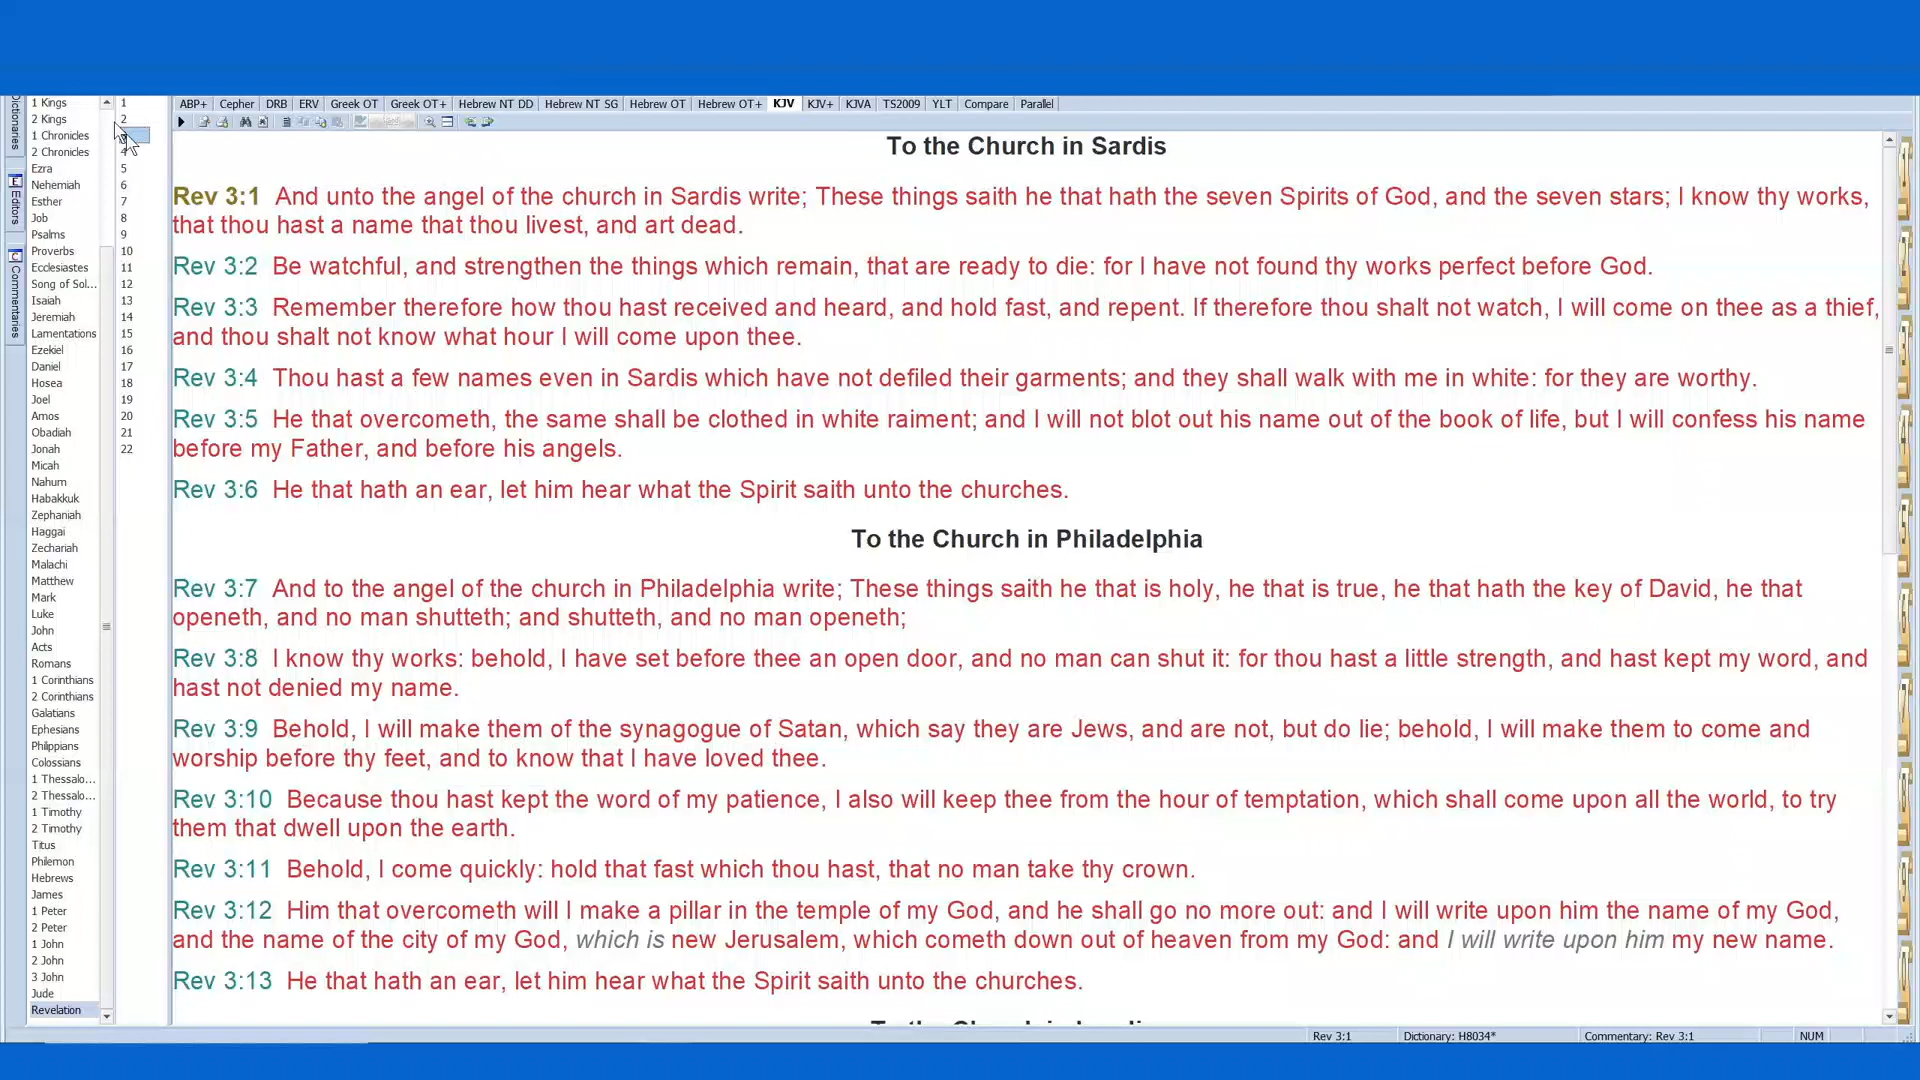 Dictionaries
Editors
Commentaries
1 Kings
2 Kings
1 Chronicles
2 Chronicles
Ezra
Nehemiah
Esther
Job
Psalms
Proverbs
Ecclesiastes
Song of Sol...
Isaiah
Jeremiah
Lamentations
Ezekiel
Daniel
Hosea
Joel
Amos
Obadiah
Jonah
Micah
Nahum
Habakkuk
Zephaniah
Haggai
Zechariah
Malachi
Matthew
Mark
Luke
John
Acts
Romans
1 Corinthians
2 Corinthians
Galatians
Ephesians
Philippians
Colossians
1 Thessalo...
2 Thessalo...
1 Timothy
2 Timothy
Titus
Philemon
Hebrews
James
1 Peter
2 Peter
1 John
2 John
3 John
Jude
Revelation
1
2
4
5
6
7
8
9
10
11
12
13
14
15
16
17
18
19
20
21
22
ABP+ Cepher DRB ERV Greek OT Greek OT+ Hebrew NT DD Hebrew NT SG Hebrew OT Hebrew OT+ KJV KJV+ KJVA TS2009 YLT Compare Parallel
To the Church in Sardis
Rev 3:1 And unto the angel of the church in Sardis write; These things saith he that hath the seven Spirits of God, and the seven stars; I know thy works,
that thou hast a name that thou livest, and art dead.
Rev 3:2 Be watchful, and strengthen the things which remain, that are ready to die: for I have not found thy works perfect before God.
Rev 3:3 Remember therefore how thou hast received and heard, and hold fast, and repent. If therefore thou shalt not watch, I will come on thee as a thief,
and thou shalt not know what hour I will come upon thee.
Rev 3:4 Thou hast a few names even in Sardis which have not defiled their garments; and they shall walk with me in white: for they are worthy.
Rev 3:5 He that overcometh, the same shall be clothed in white raiment; and I will not blot out his name out of the book of life, but I will confess his name
before my Father, and before his angels.
Rev 3:6 He that hath an ear, let him hear what the Spirit saith unto the churches.
To the Church in Philadelphia
Rev 3:7 And to the angel of the church in Philadelphia write; These things saith he that is holy, he that is true, he that hath the key of David, he that
openeth, and no man shutteth; and shutteth, and no man openeth;
Rev 3:8 I know thy works: behold, I have set before thee an open door, and no man can shut it: for thou hast a little strength, and hast kept my word, and
hast not denied my name.
Rev 3:9 Behold, I will make them of the synagogue of Satan, which say they are Jews, and are not, but do lie; behold, I will make them to come and
worship before thy feet, and to know that I have loved thee.
Rev 3:10 Because thou hast kept the word of my patience, I also will keep thee from the hour of temptation, which shall come upon all the world, to try
them that dwell upon the earth.
Rev 3:11 Behold, I come quickly: hold that fast which thou hast, that no man take thy crown.
Rev 3:12 Him that overcometh will I make a pillar in the temple of my God, and he shall go no more out: and I will write upon him the name of my God,
and the name of the city of my God, which is new Jerusalem, which cometh down out of heaven from my God: and I will write upon him my new name.
Rev 3:13 He that hath an ear, let him hear what the Spirit saith unto the churches.
Rev 3:1 Dictionary: H8034* Commentary: Rev 3:1 NUM